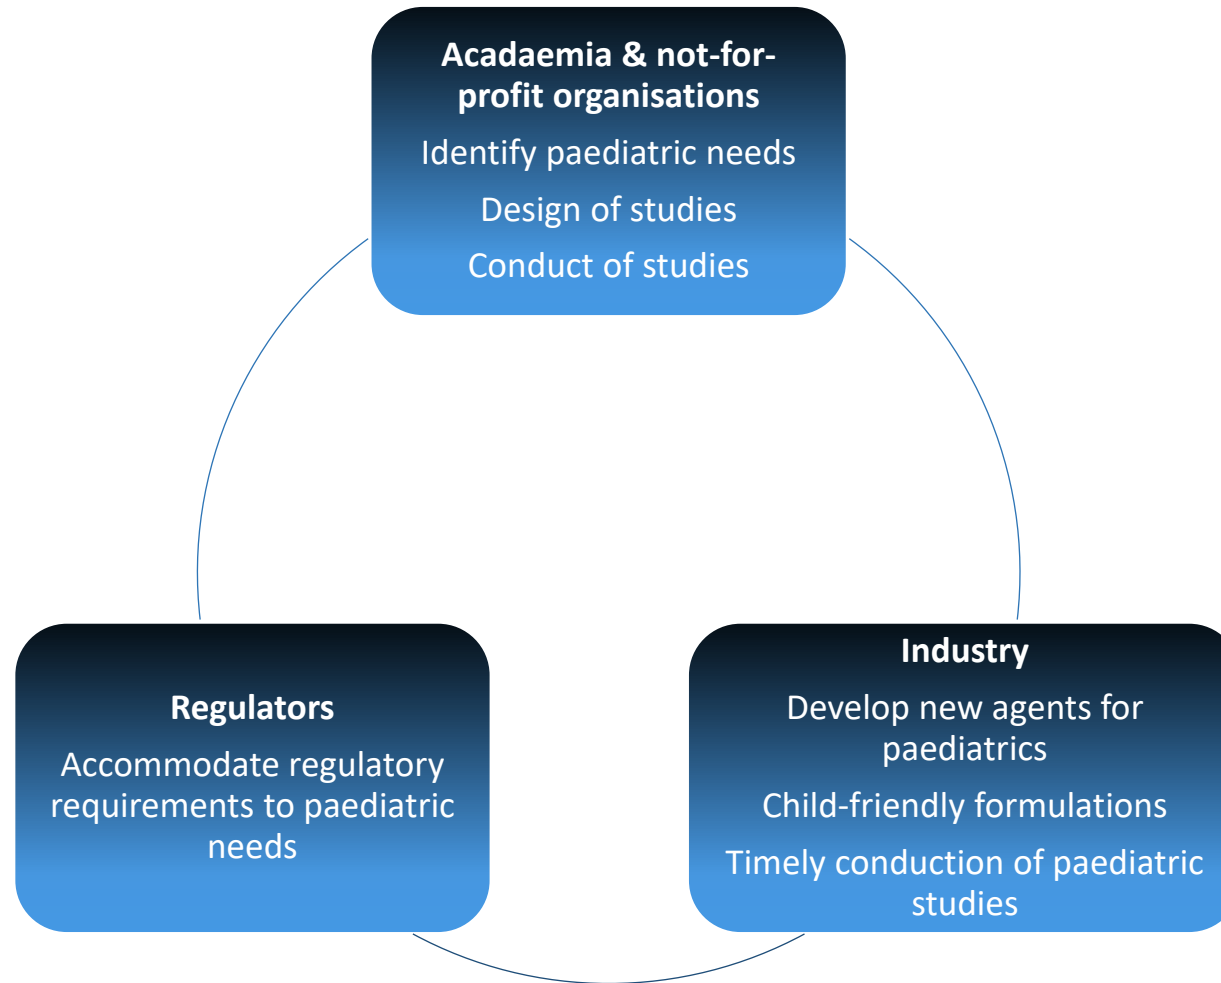 Acadaemia & not-for-
profit organisations
Identify paediatric needs
Design of studies
Conduct of studies
Regulators
Accommodate regulatory
requirements to paediatric
needs
Industry
Develop new agents for
paediatrics
Child-friendly formulations
Timely conduction of paediatric
studies